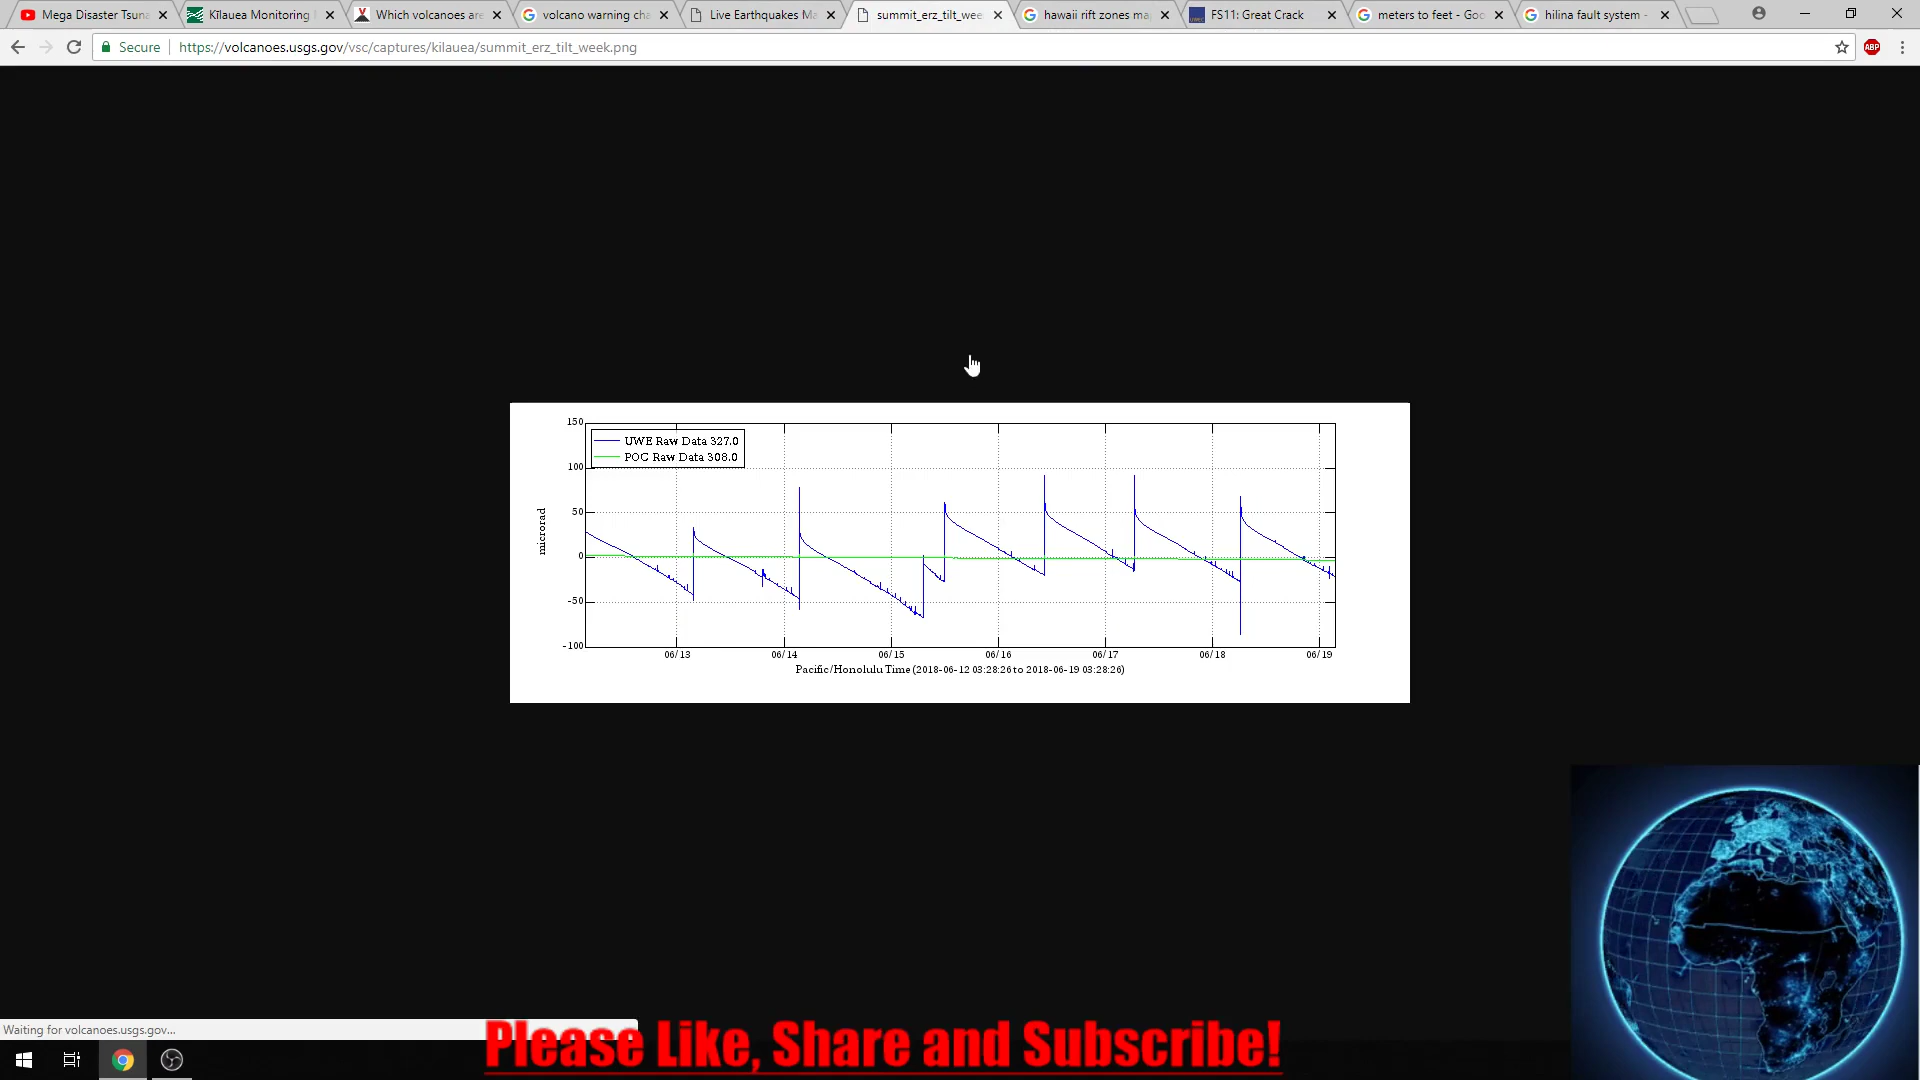 Mega Disaster Tsuna
Kīlauea Monitoring
Which volcanoes are
volcano warning cha
Live Earthquakes Ma
summit_erz_tilt_wee
hawaii rift zones ma
FS11: Great Crack
meters to feet - Goo
hilina fault system -
Secure
https://volcanoes.usgs.gov/vsc/captures/kilauea/summit_erz_tilt_week.png
ABP
150
100
50
0
-50
-100
microrad
UWE Raw Data 327.0
POC Raw Data 308.0
06/13
06/14
06/15
06/16
06/17
06/18
06/19
Pacific/Honolulu Time (2018-06-12 03:28:26 to 2018-06-19 03:28:26)
Waiting for volcanoes.usgs.gov...
Please Like, Share and Subscribe!